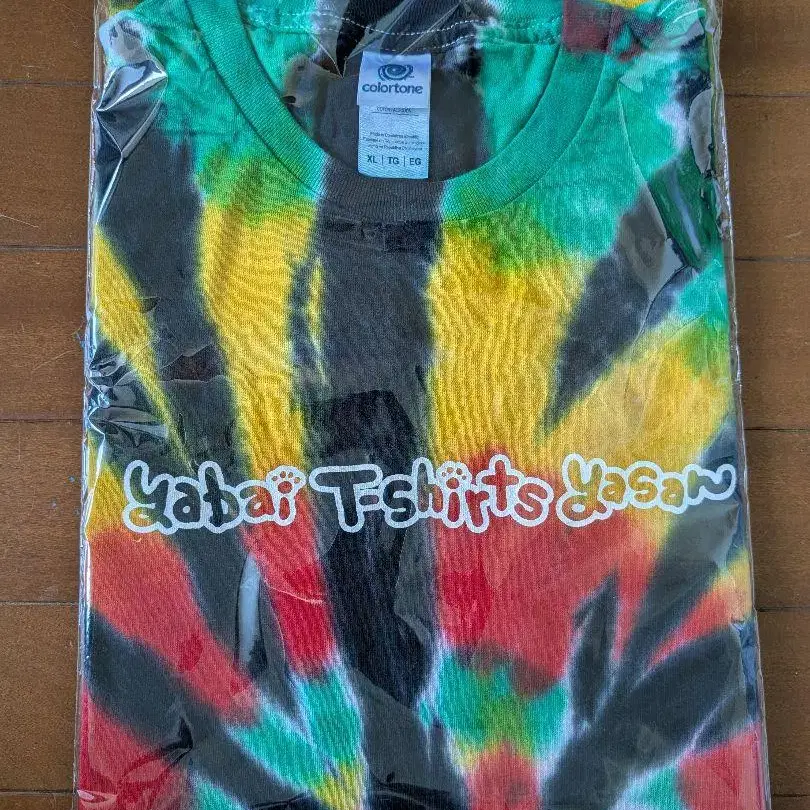 colortone
XL | TG | EG
Yabai T-shirts Yasan